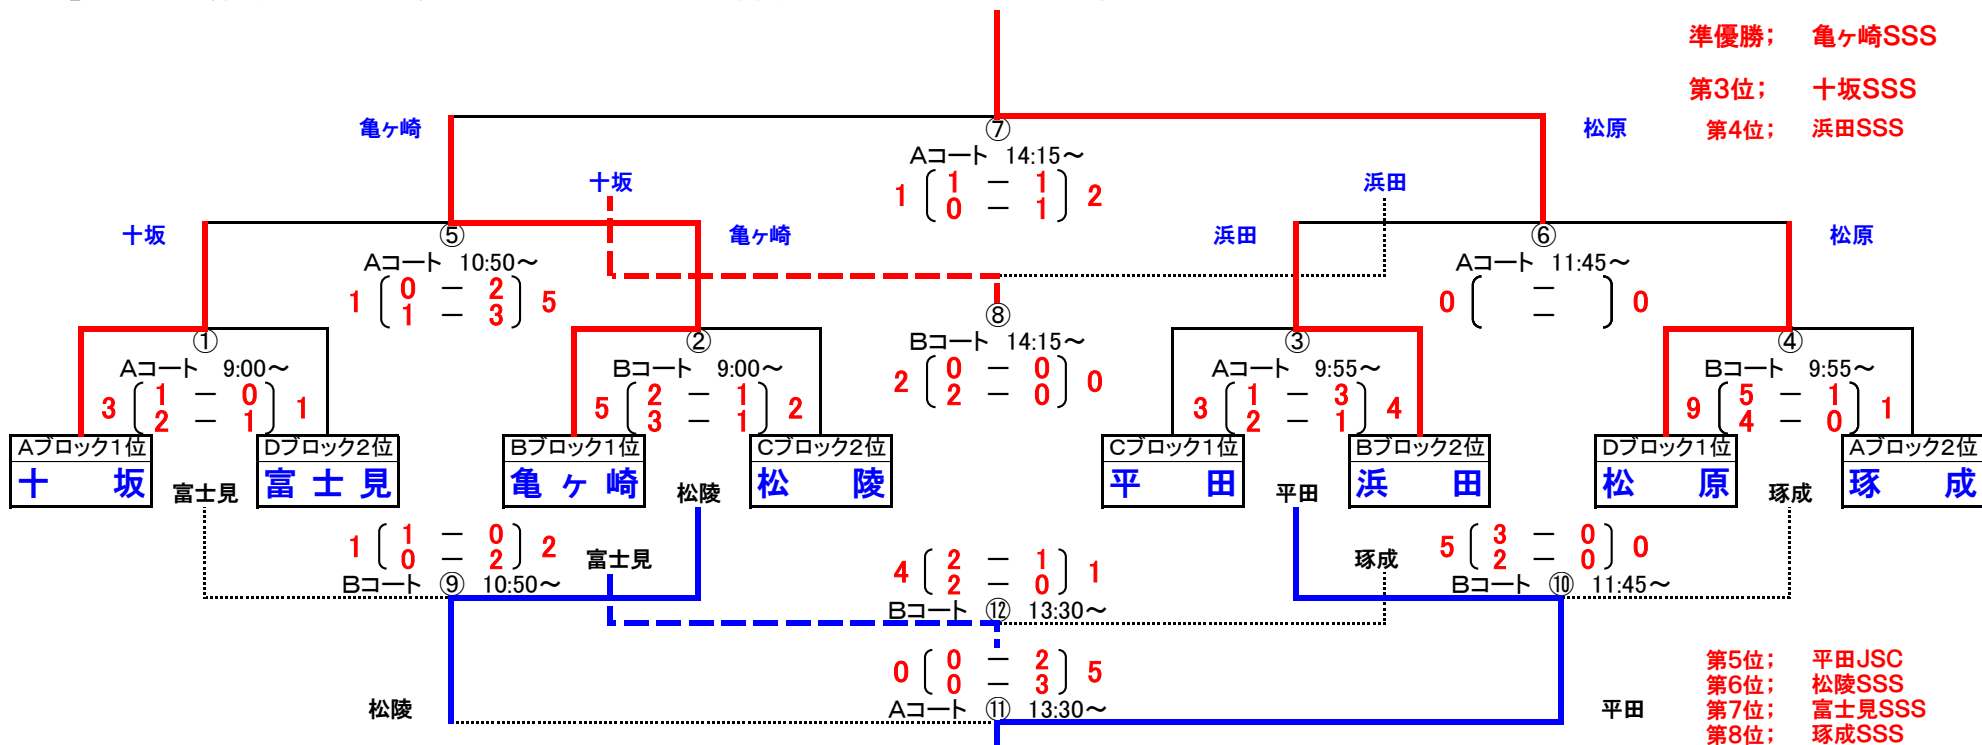 準優勝; 亀ヶ崎SSS
第3位; 十坂SSS
第4位; 浜田SSS
亀ヶ崎 ⑦ 松原
Aコート 14:15～
1 1 ー 1 2
0 ー 1
十坂 浜田
十坂 ⑤ 亀ヶ崎 浜田 ⑥ 松原
Aコート 10:50～ Aコート 11:45～
1 0 ー 2 5 0 ー 0
1 ー 3 ー
⑧
Bコート 14:15～
2 0 ー 0 0
2 ー 0
① ② ③ ④
Aコート 9:00～ Bコート 9:00～ Aコート 9:55～ Bコート 9:55～
3 1 ー 0 1 5 2 ー 1 2 3 1 ー 3 4 9 5 ー 1 1
2 ー 1 3 ー 1 2 ー 1 4 ー 0
Aブロック1位 Dブロック2位 Bブロック1位 Cブロック2位 Cブロック1位 Bブロック2位 Dブロック1位 Aブロック2位
十坂 富士見 亀ヶ崎 松陵 平田 浜田 松原 琢成
富士見 松陵 平田 琢成
1 1 ー 0 2 5 3 ー 0 0
0 ー 2 2 ー 0
Bコート ⑨ 10:50～ Bコート ⑩ 11:45～
富士見 琢成
4 2 ー 1 1
2 ー 0
Bコート ⑫ 13:30～
0 0 ー 2 5
0 ー 3
松陵 Aコート ⑪ 13:30～ 平田
第5位; 平田JSC
第6位; 松陵SSS
第7位; 富士見SSS
第8位; 琢成SSS